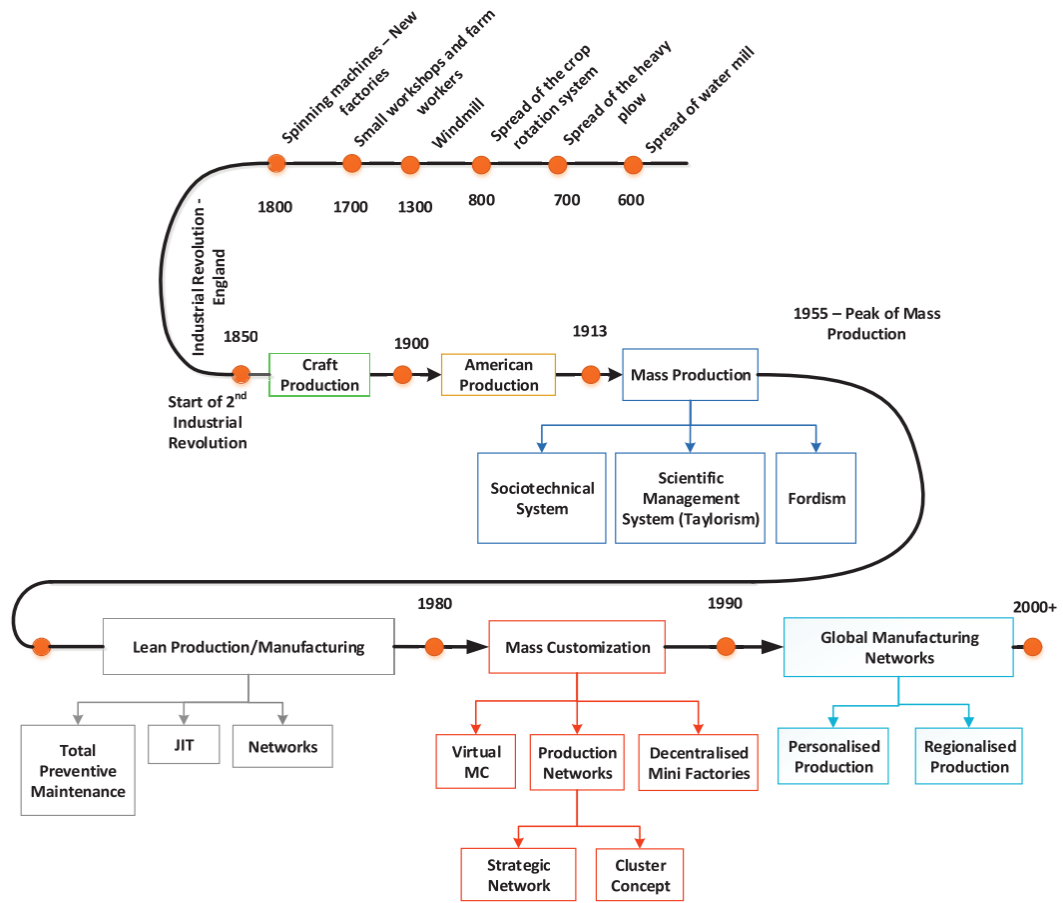 Spinning machines – New
factories
Small workshops and farm
workers
Windmill
Spread of the crop
rotation system
Spread of the heavy
plow
Spread of water mill
1800
1700
1300
800
700
600
Industrial Revolution -
England
1850
Start of 2nd
Industrial
Revolution
Craft
Production
1900
American
Production
1913
Mass Production
1955 – Peak of Mass
Production
Sociotechnical
System
Scientific
Management
System (Taylorism)
Fordism
Lean Production/Manufacturing
1980
Mass Customization
1990
Global Manufacturing
Networks
2000+
Total
Preventive
Maintenance
JIT
Networks
Virtual
MC
Production
Networks
Decentralised
Mini Factories
Personalised
Production
Regionalised
Production
Strategic
Network
Cluster
Concept